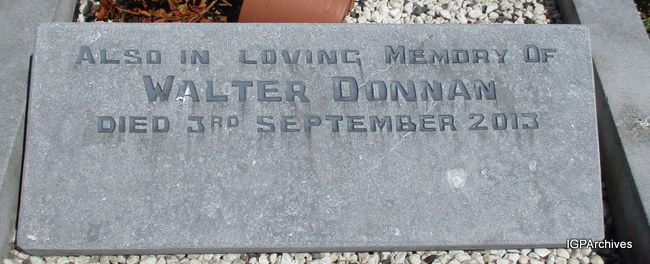 Also in Loving Memory Of
Walter Donnan
Died 3rd September 2013
IGPArchives